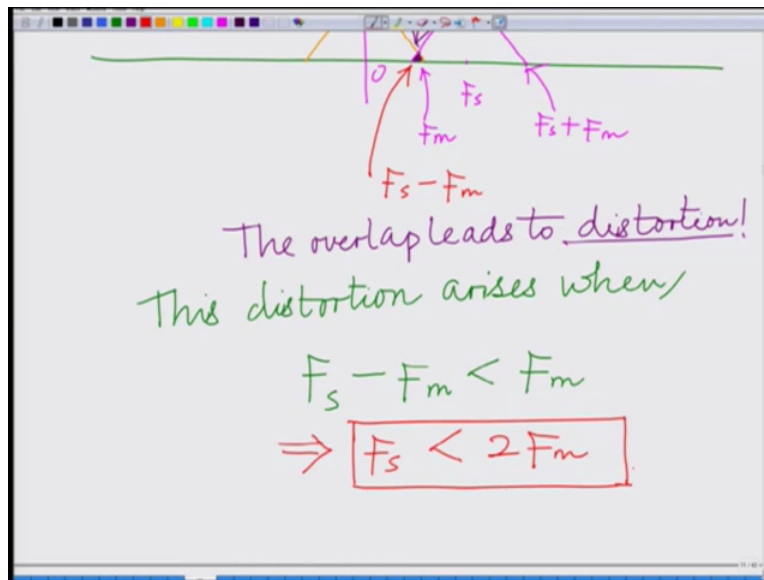 0
Fs
Fm
Fs + Fm
Fs - Fm
The overlap leads to distortion!
This distortion arises when,
Fs - Fm < Fm
⇒ Fs < 2Fm